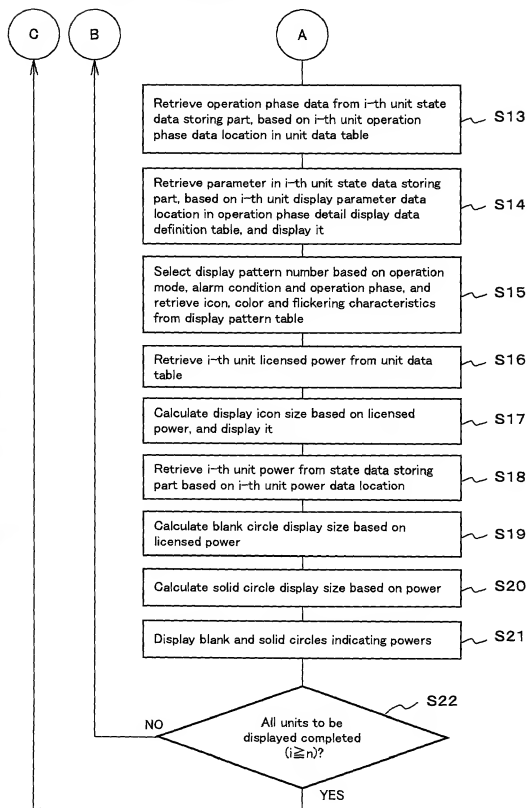 C
B
A
Retrieve operation phase data from i-th unit state
data storing part, based on i-th unit operation
phase data location in unit data table
S13
Retrieve parameter in i-th unit state data storing
part, based on i-th unit display parameter data
location in operation phase detail display data
definition table, and display it
S14
Select display pattern number based on operation
mode, alarm condition and operation phase, and
retrieve icon, color and flickering characteristics
from display pattern table
S15
Retrieve i-th unit licensed power from unit data
table
S16
Calculate display icon size based on licensed
power, and display it
S17
Retrieve i-th unit power from state data storing
part based on i-th unit power data location
S18
Calculate blank circle display size based on
licensed power
S19
Calculate solid circle display size based on power
S20
Display blank and solid circles indicating powers
S21
S22
NO
All units to be
displayed completed
(i≧n)?
YES